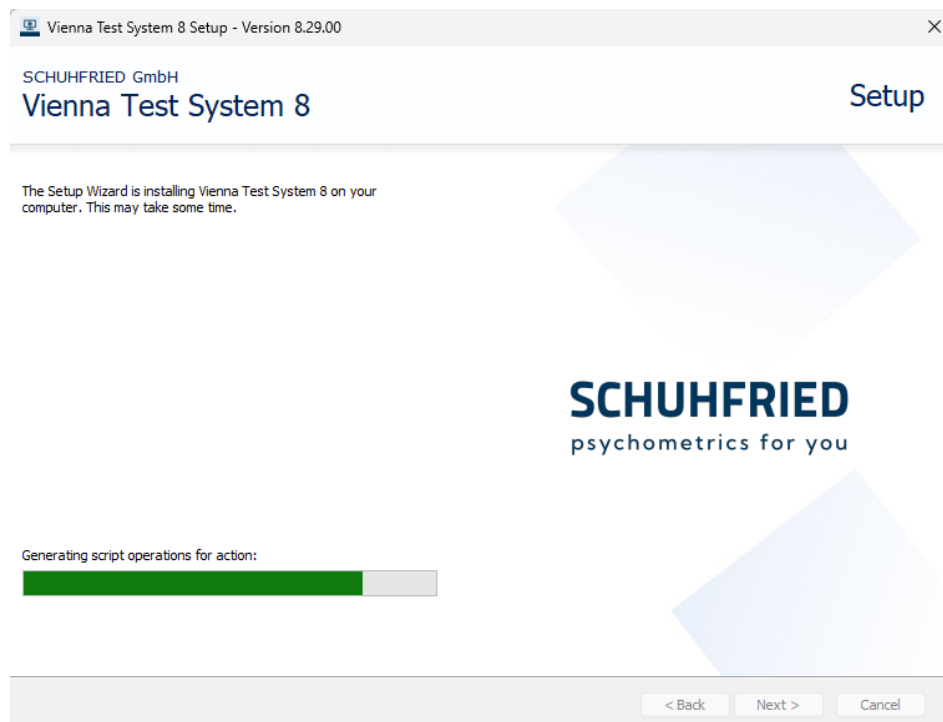 Vienna Test System 8 Setup - Version 8.29.00
SCHUHFRIED GmbH
Vienna Test System 8
Setup
The Setup Wizard is installing Vienna Test System 8 on your
computer. This may take some time.
SCHUHFRIED
psychometrics for you
Generating script operations for action:
< Back
Next >
Cancel